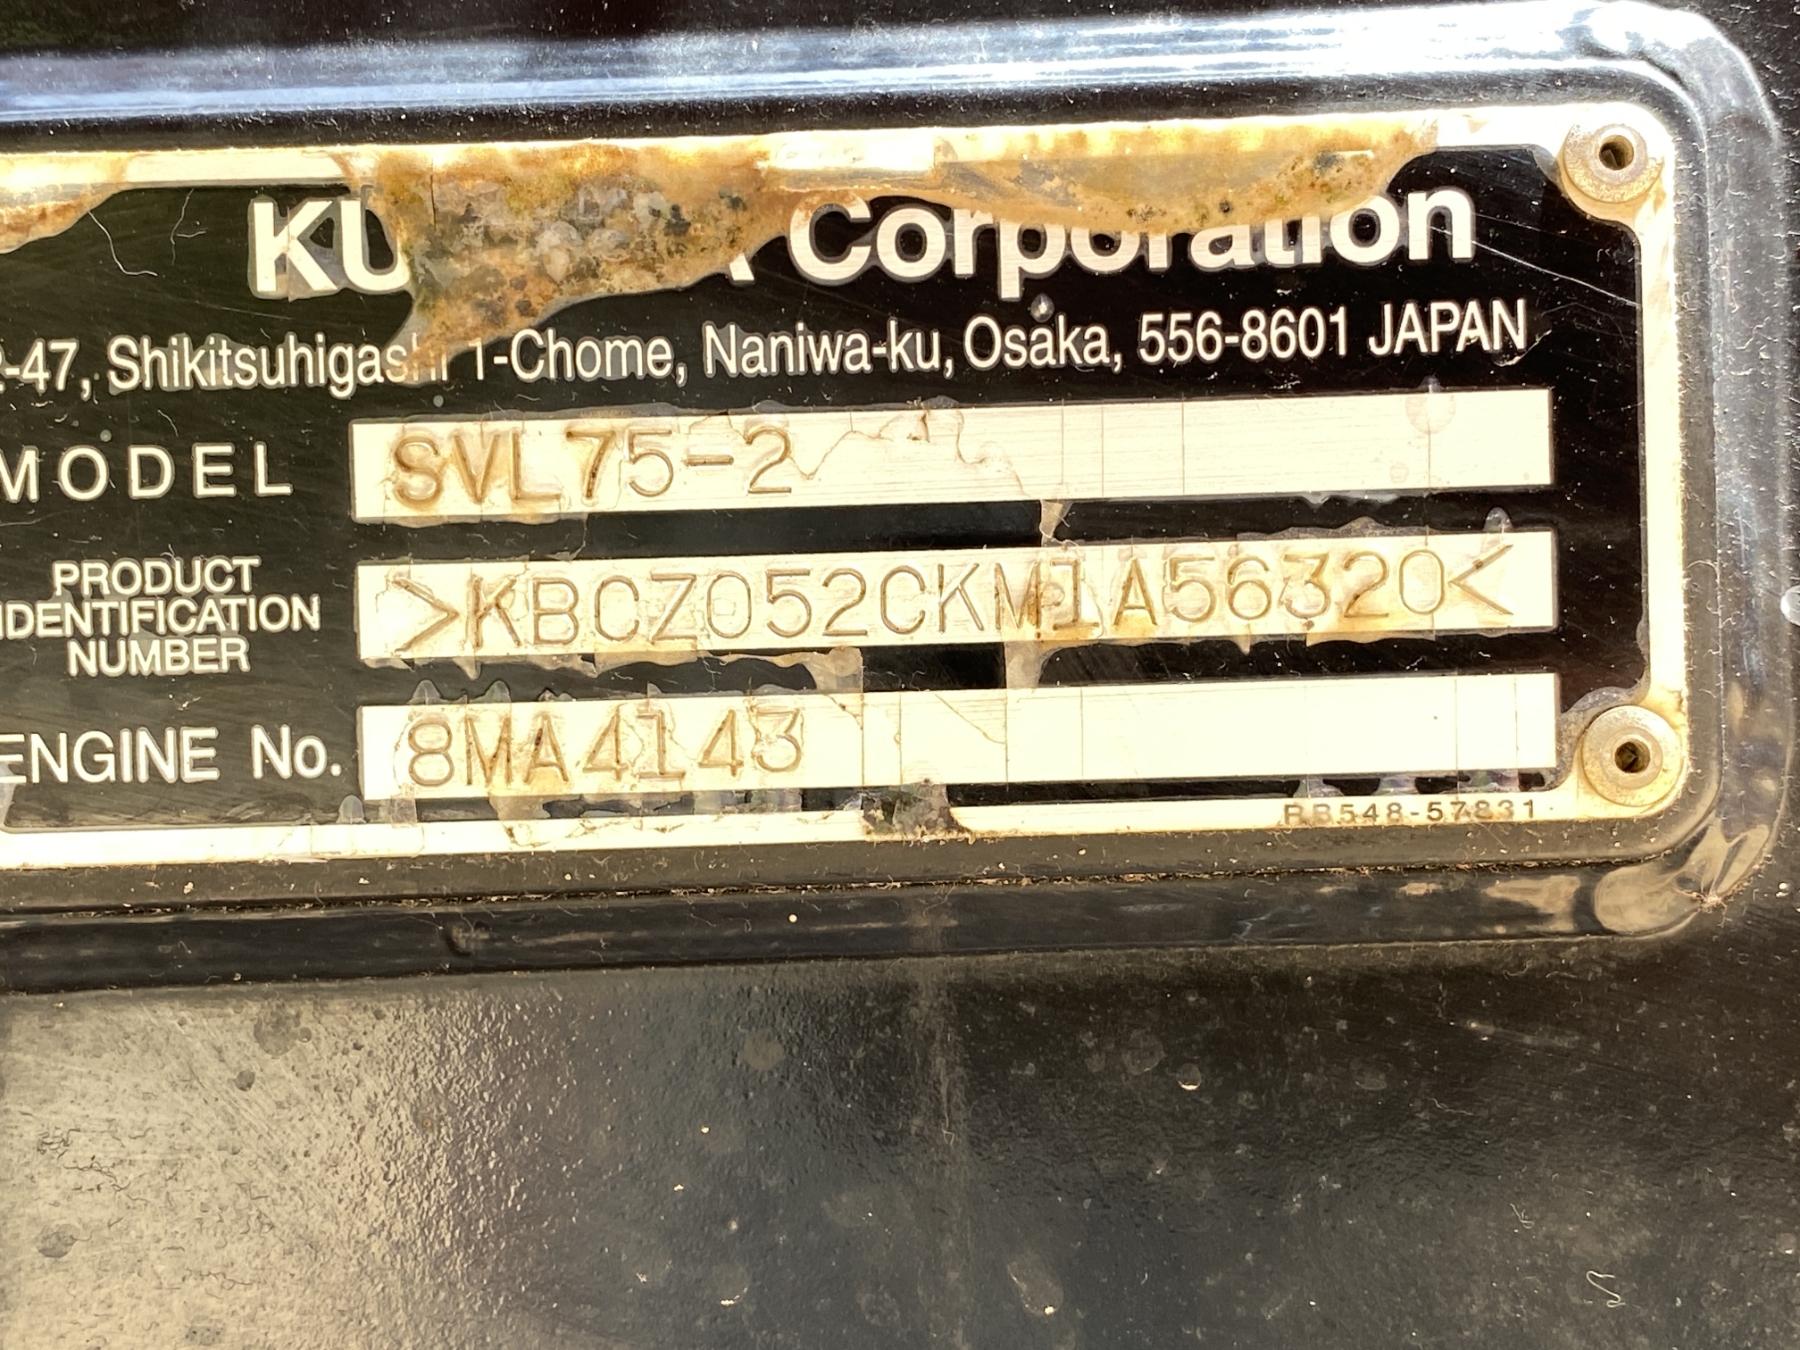 KU Corporation
2-47, Shikitsuhigashi 1-Chome, Naniwa-ku, Osaka, 556-8601 JAPAN
MODEL SVL75-2
PRODUCT
IDENTIFICATION
NUMBER
>KBCZ052CKM1A56320<
ENGINE No. 8MA4143
RB548-57831